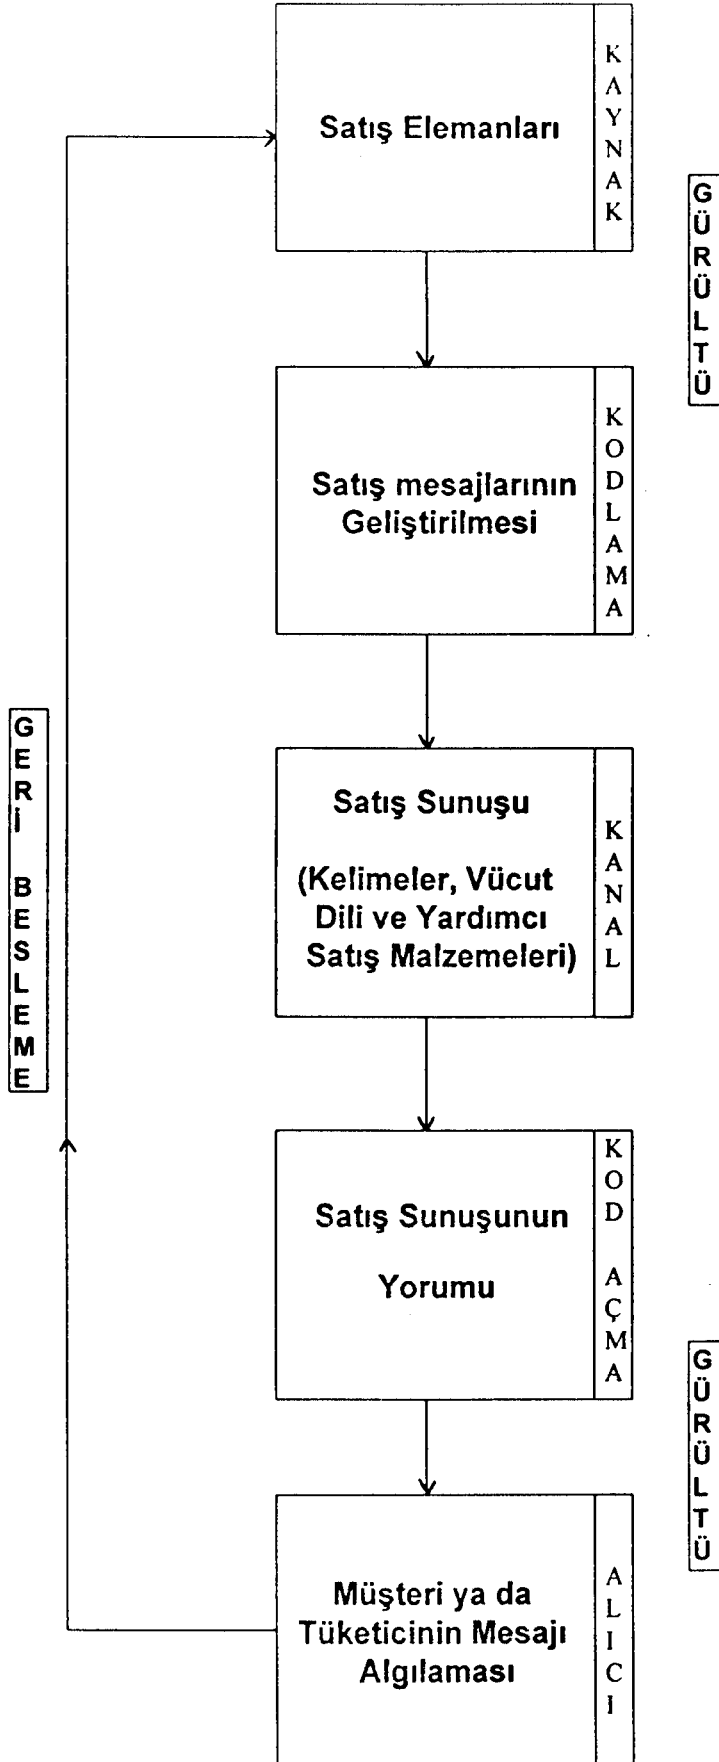 Satış Elemanları
KAYNAK
GÜRÜLTÜ
Satış mesajlarının
Geliştirilmesi
KODLAMA
GERİ BESLEME
Satış Sunuşu
(Kelimeler, Vücut
Dili ve Yardımcı
Satış Malzemeleri)
KANAL
Satış Sunuşunun
Yorumu
KOD AÇMA
GÜRÜLTÜ
Müşteri ya da
Tüketicinin Mesajı
Algılaması
ALICI